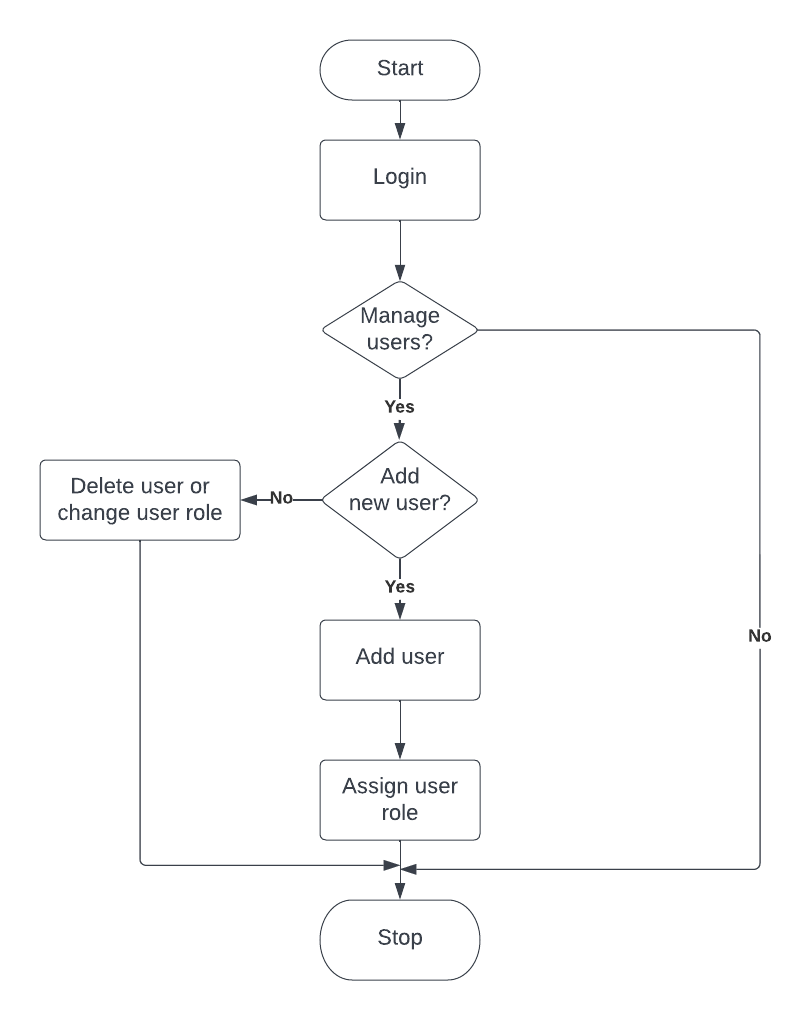 Start
Login
Manage
users?
Yes
Add
new user?
No
Delete user or
change user role
Yes
Add user
No
Assign user
role
Stop